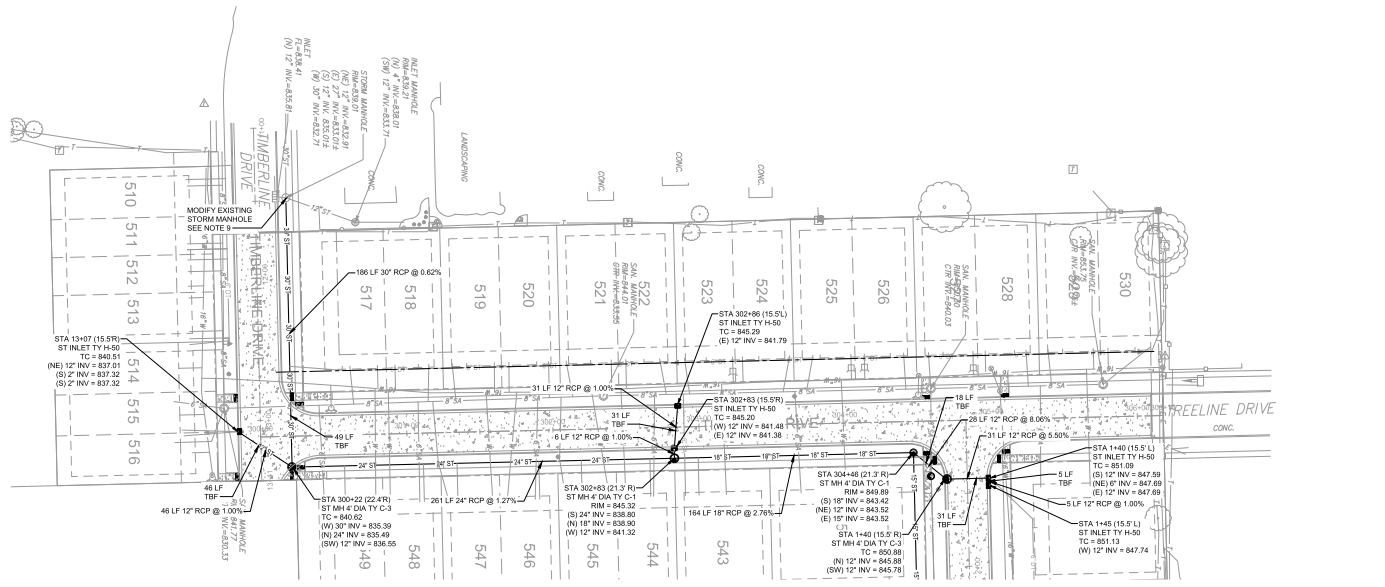 INLET
FL=838.41
(N) 12" INV.=835.81
STORM MANHOLE
RIM=839.01
(NE) 12" INV.=832.91
(E) 27" INV.=833.01±
(S) 12" INV. 835.01±
(W) 30" INV.=832.71
INLET MANHOLE
RIM=839.21
(N) 4" INV.=838.01
(SW) 12" INV.=833.71
TIMBERLINE
DRIVE
LANDSCAPING
CONC.
CONC.
CONC.
CONC.
30" ST
12" ST
MODIFY EXISTING
STORM MANHOLE
SEE NOTE 9
TIMBERLINE DRIVE
186 LF 30" RCP @ 0.62%
510
511
512
513
514
515
516
517
518
519
520
521
522
523
524
525
526
528
530
SAN. MANHOLE
RIM=844.01
STA 13+07 (15.5'R)
ST INLET TY H-50
TC = 840.51
(NE) 12" INV = 837.01
(S) 2" INV = 837.32
(S) 2" INV = 837.32
STA 302+86 (15.5'L)
ST INLET TY H-50
TC = 845.29
(E) 12" INV = 841.79
31 LF 12" RCP @ 1.00%
31 LF
TBF
6 LF 12" RCP @ 1.00%
STA 302+83 (15.5'R)
ST INLET TY H-50
TC = 845.20
(W) 12" INV = 841.48
(E) 12" INV = 841.38
18 LF
TBF
28 LF 12" RCP @ 8.06%
31 LF 12" RCP @ 5.50%
TREELINE DRIVE
CONC.
49 LF
TBF
46 LF
TBF
46 LF 12" RCP @ 1.00%
24" ST
24" ST
24" ST
24" ST
18" ST
18" ST
18" ST
18" ST
261 LF 24" RCP @ 1.27%
164 LF 18" RCP @ 2.76%
STA 300+22 (22.4'R)
ST MH 4' DIA TY C-3
TC = 840.62
(W) 30" INV = 835.39
(N) 24" INV = 835.49
(SW) 12" INV = 836.55
STA 302+83 (21.3' R)
ST MH 4' DIA TY C-1
RIM = 845.32
(S) 24" INV = 838.80
(N) 18" INV = 838.90
(W) 12" INV = 841.32
STA 304+46 (21.3' R)
ST MH 4' DIA TY C-1
RIM = 849.89
(S) 18" INV = 843.42
(NE) 12" INV = 843.52
(E) 15" INV = 843.52
STA 1+40 (15.5' R)
ST MH 4' DIA TY C-3
TC = 850.88
(N) 12" INV = 845.88
(SW) 12" INV = 845.78
31 LF
TBF
STA 1+40 (15.5' L)
ST INLET TY H-50
TC = 851.09
(S) 12" INV = 847.59
(NE) 6" INV = 847.69
(E) 12" INV = 847.69
5 LF
TBF
5 LF 12" RCP @ 1.00%
STA 1+45 (15.5' L)
ST INLET TY H-50
TC = 851.13
(W) 12" INV = 847.74
548
547
546
545
544
543